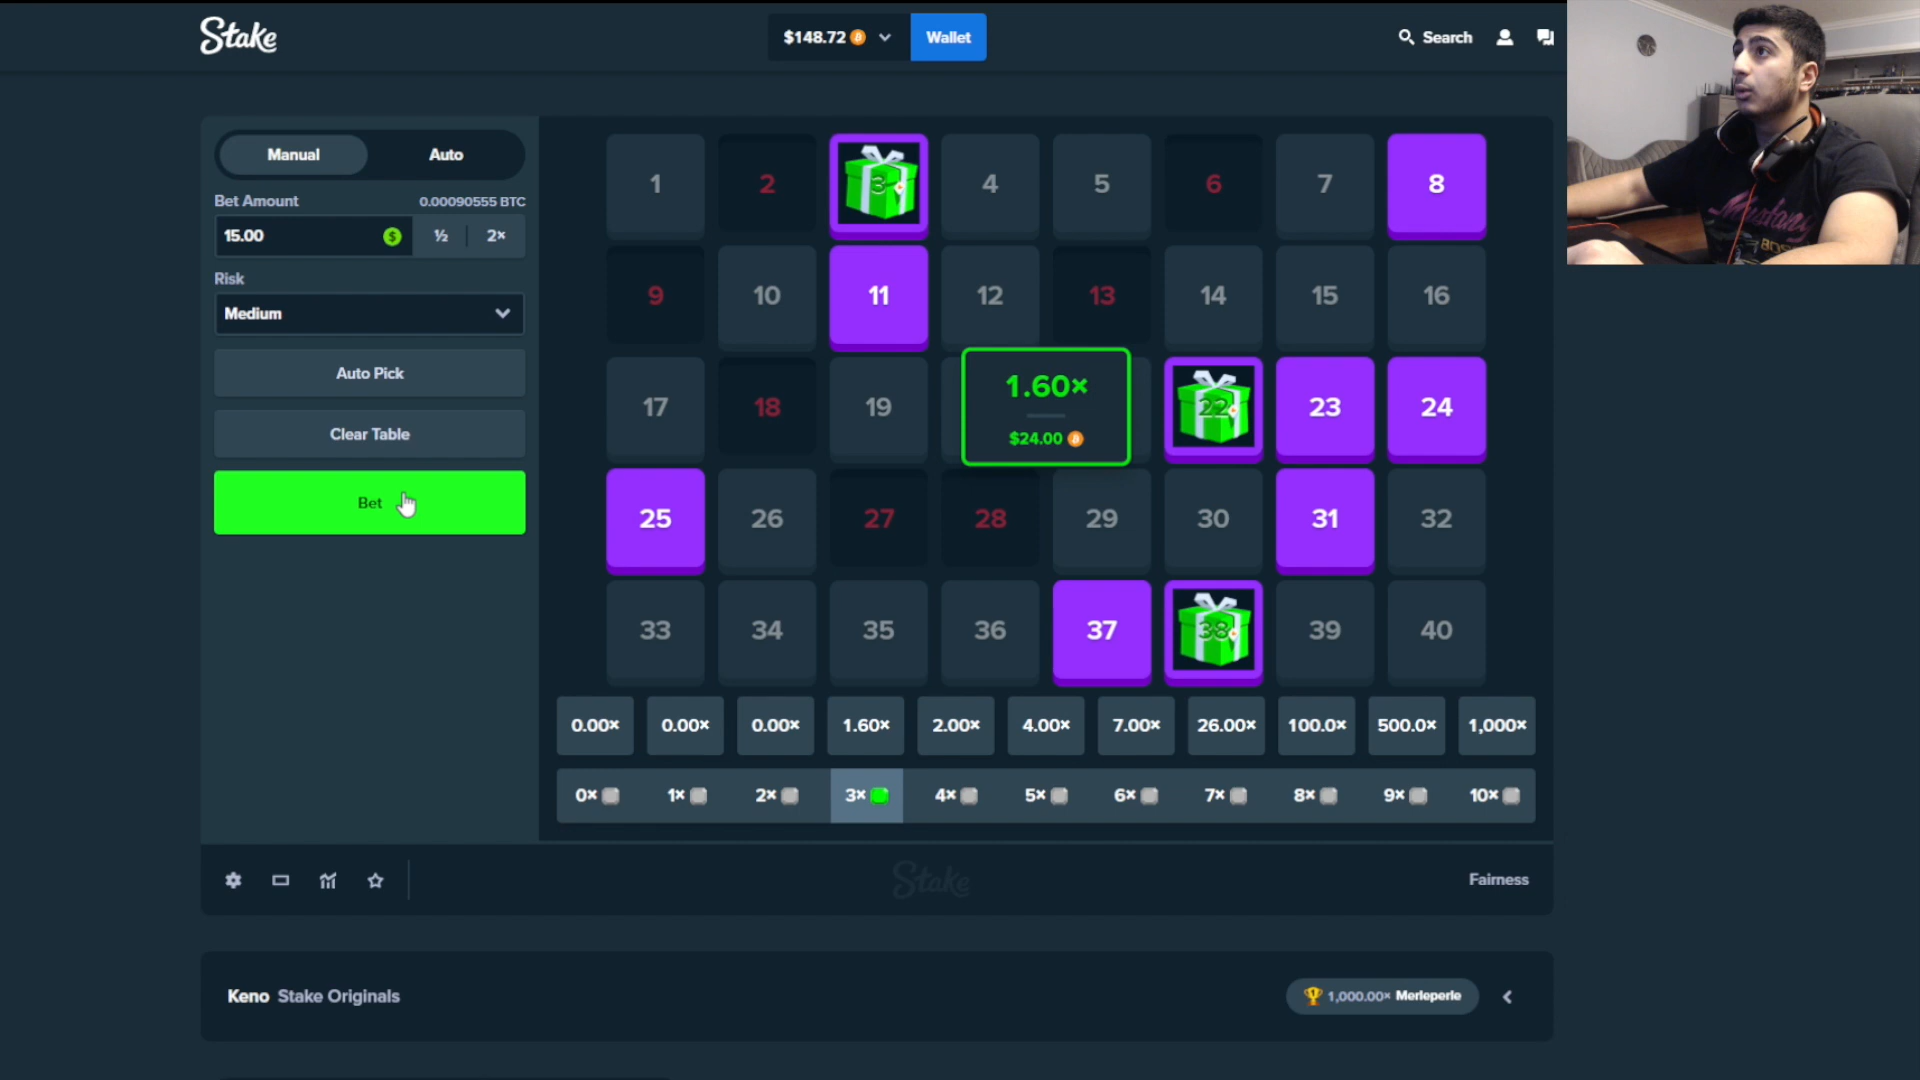 Stake
$148.72
Wallet
Search
Manual
Auto
Bet Amount
0.00090555 BTC
15.00
$
½
2×
Risk
Medium
Auto Pick
Clear Table
Bet
1 2 3 4 5 6 7 8
9 10 11 12 13 14 15 16
17 18 19 22 23 24
1.60×
$24.00
25 26 27 28 29 30 31 32
33 34 35 36 37 38 39 40
0.00× 0.00× 0.00× 1.60× 2.00× 4.00× 7.00× 26.00× 100.0× 500.0× 1,000×
0× 1× 2× 3× 4× 5× 6× 7× 8× 9× 10×
Stake
Fairness
Keno Stake Originals
1,000.00× Merleperle